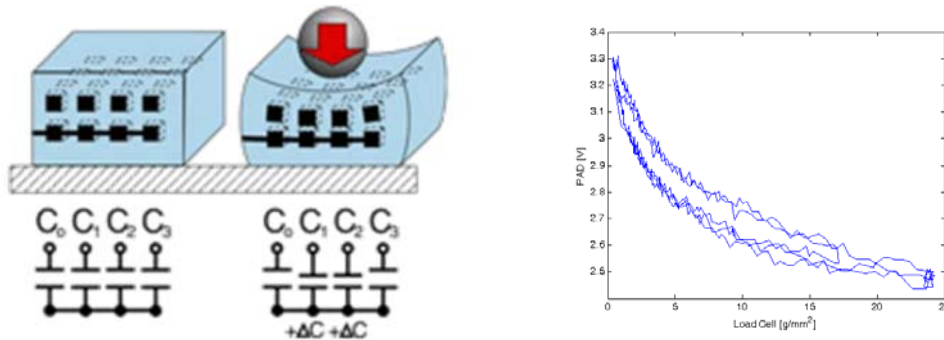 C₀ C₁ C₂ C₃
C₀ C₁ C₂ C₃
+ΔC +ΔC
3.4
3.3
3.2
3.1
3
2.9
2.8
2.7
2.6
2.5
PAD [V]
0 5 10 15 20
Load Cell [g/mm²]